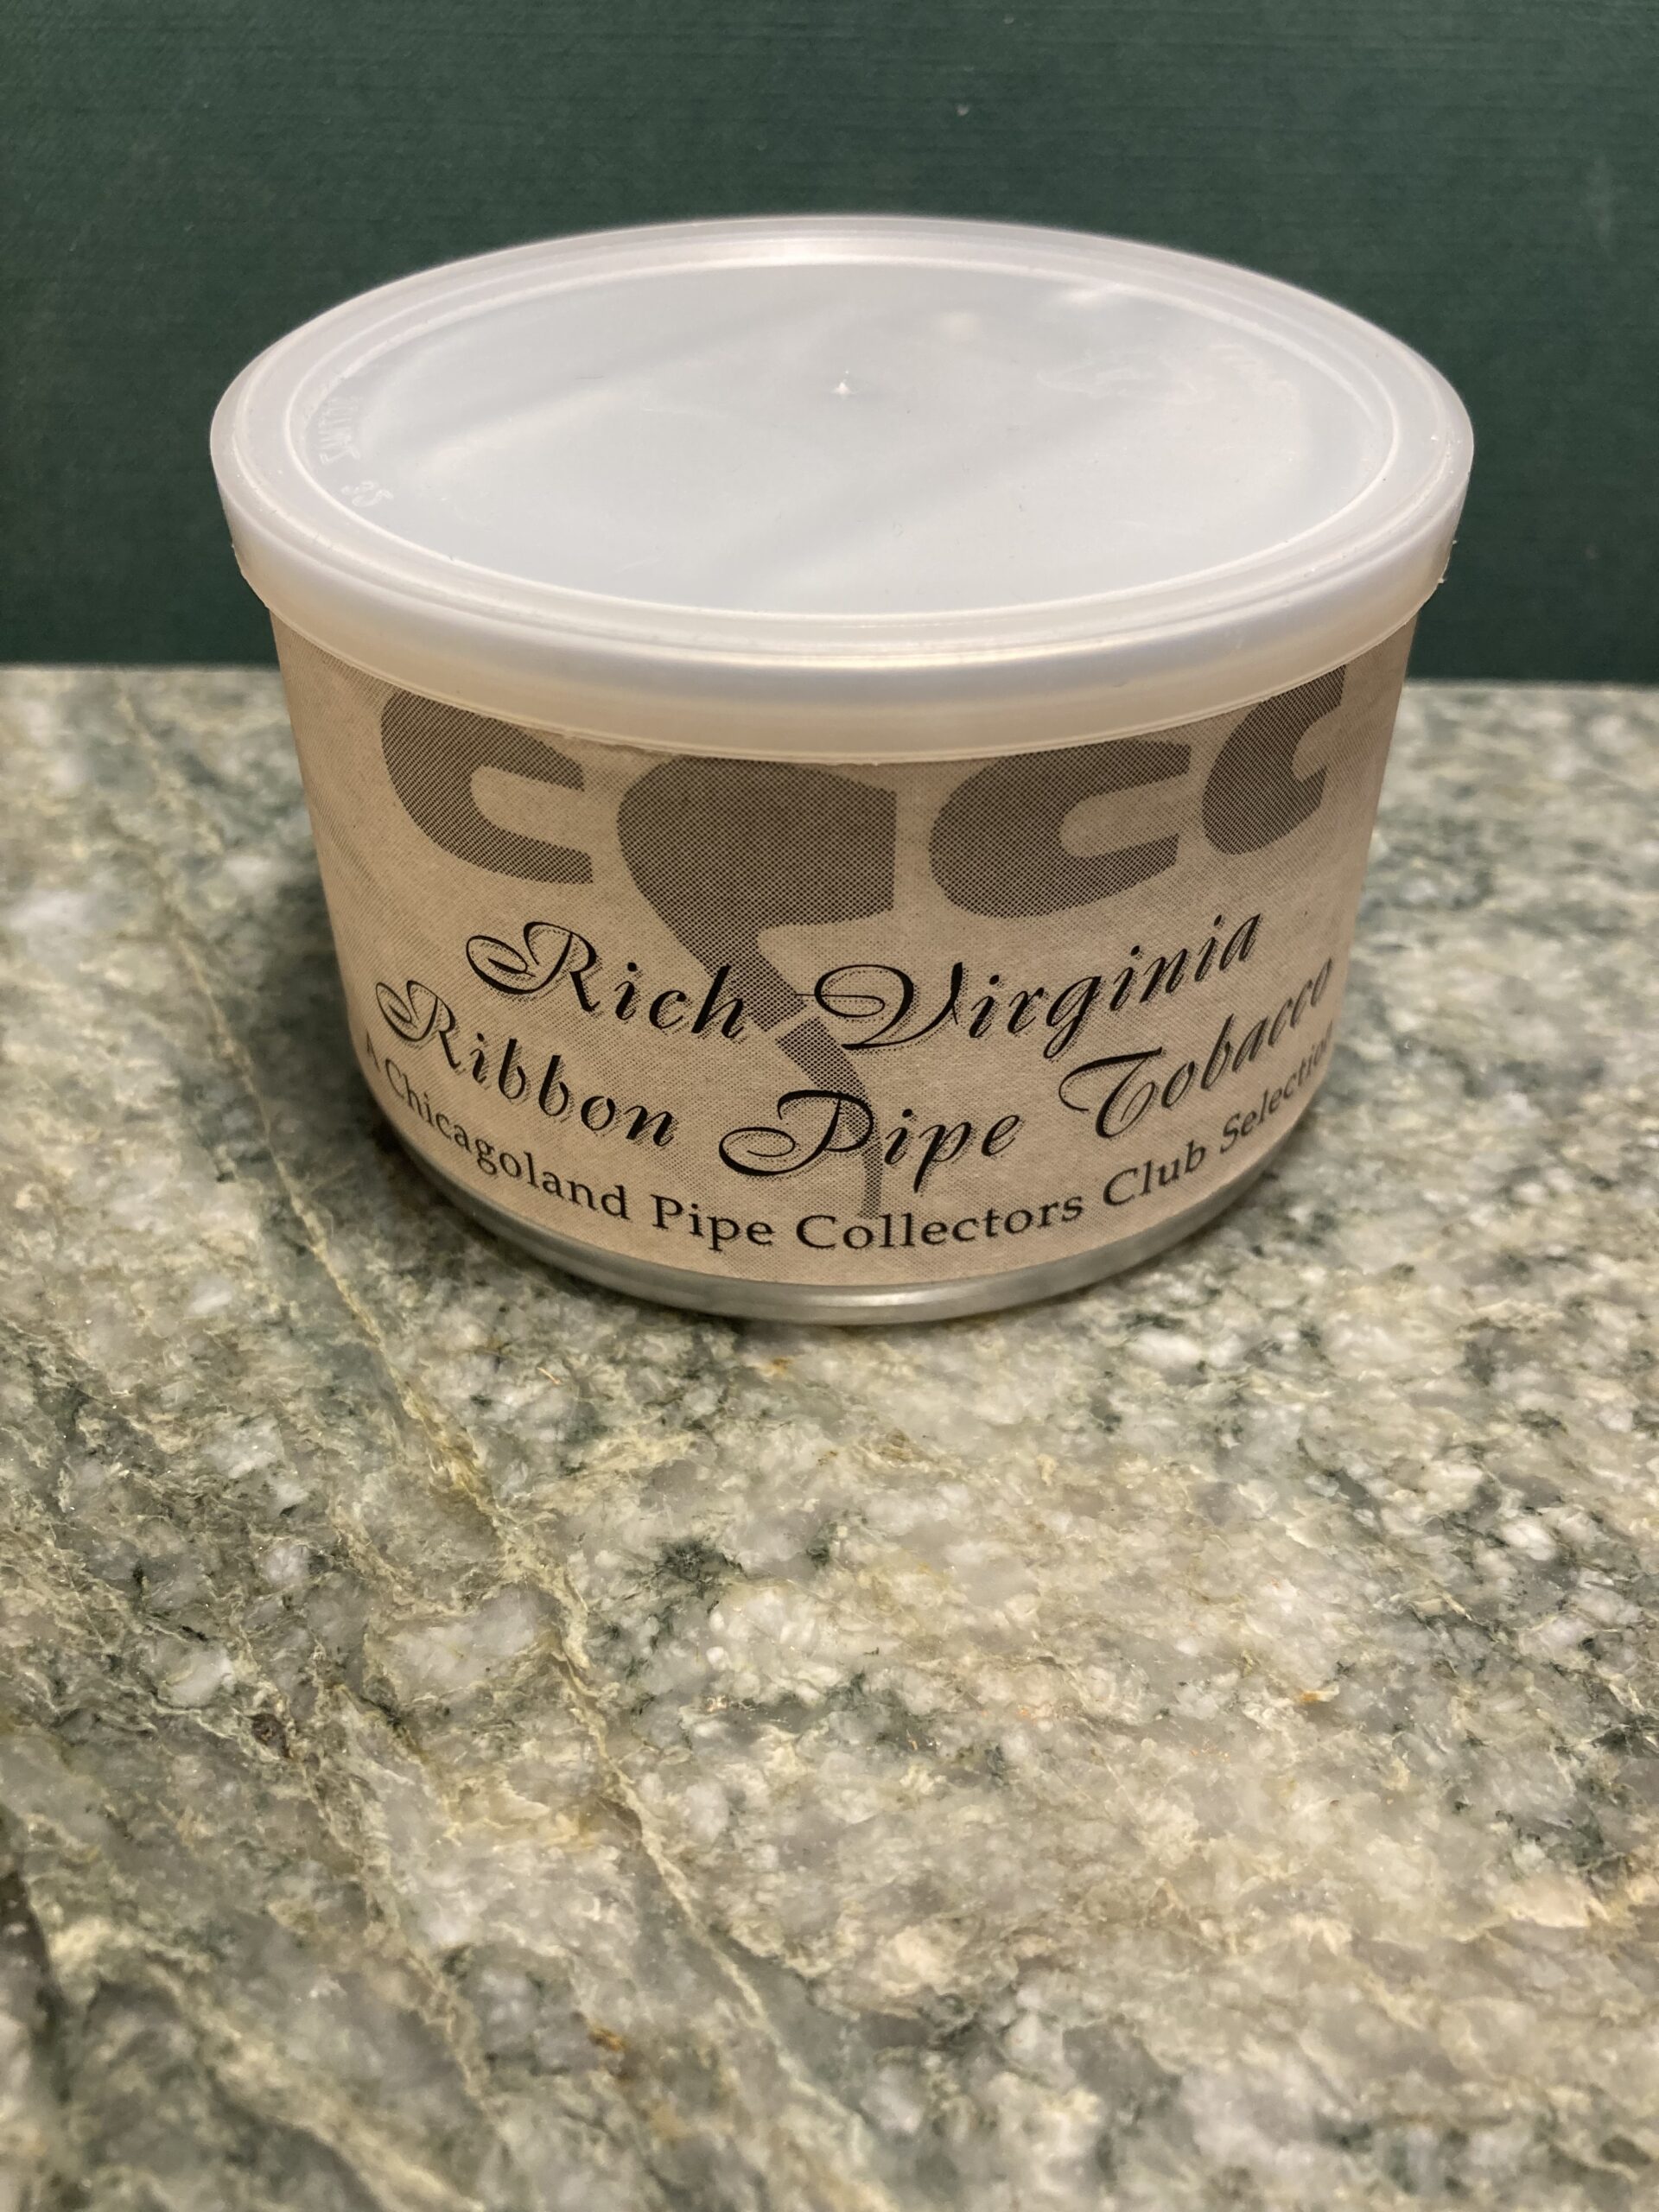 CPCC
Rich Virginia
Ribbon Pipe Tobacco
A Chicagoland Pipe Collectors Club Selection